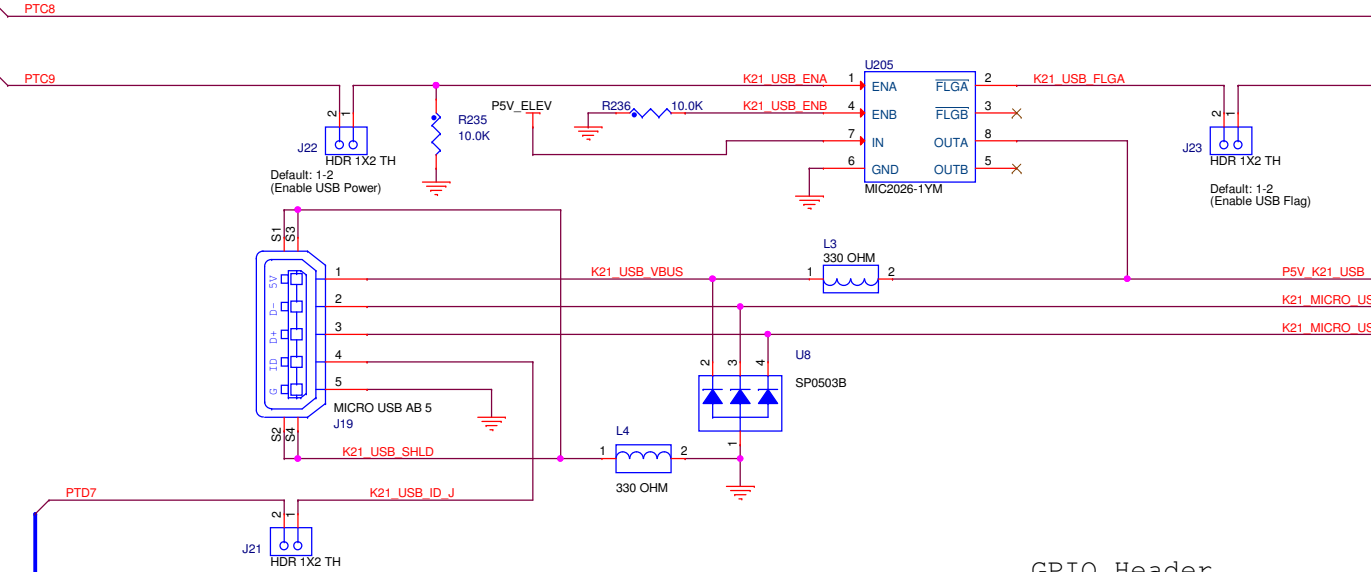 PTC8
PTC9
K21_USB_ENA
1
U205
ENA
FLGA
2
K21_USB_FLGA
P5V_ELEV
R236
10.0K
K21_USB_ENB
4
ENB
FLGB
3
R235
10.0K
7
IN
OUTA
8
6
GND
OUTB
5
MIC2026-1YM
2
1
J22
HDR 1X2 TH
Default: 1-2
(Enable USB Power)
2
1
J23
HDR 1X2 TH
Default: 1-2
(Enable USB Flag)
S1
S3
L3
330 OHM
1
2
5V
1
K21_USB_VBUS
P5V_K21_USB
D-
2
K21_MICRO_US
D+
3
K21_MICRO_US
ID
4
G
5
2
3
4
U8
SP0503B
1
MICRO USB AB 5
J19
S2
S4
K21_USB_SHLD
L4
1
2
330 OHM
PTD7
K21_USB_ID_J
2
1
J21
HDR 1X2 TH
GPIO Header